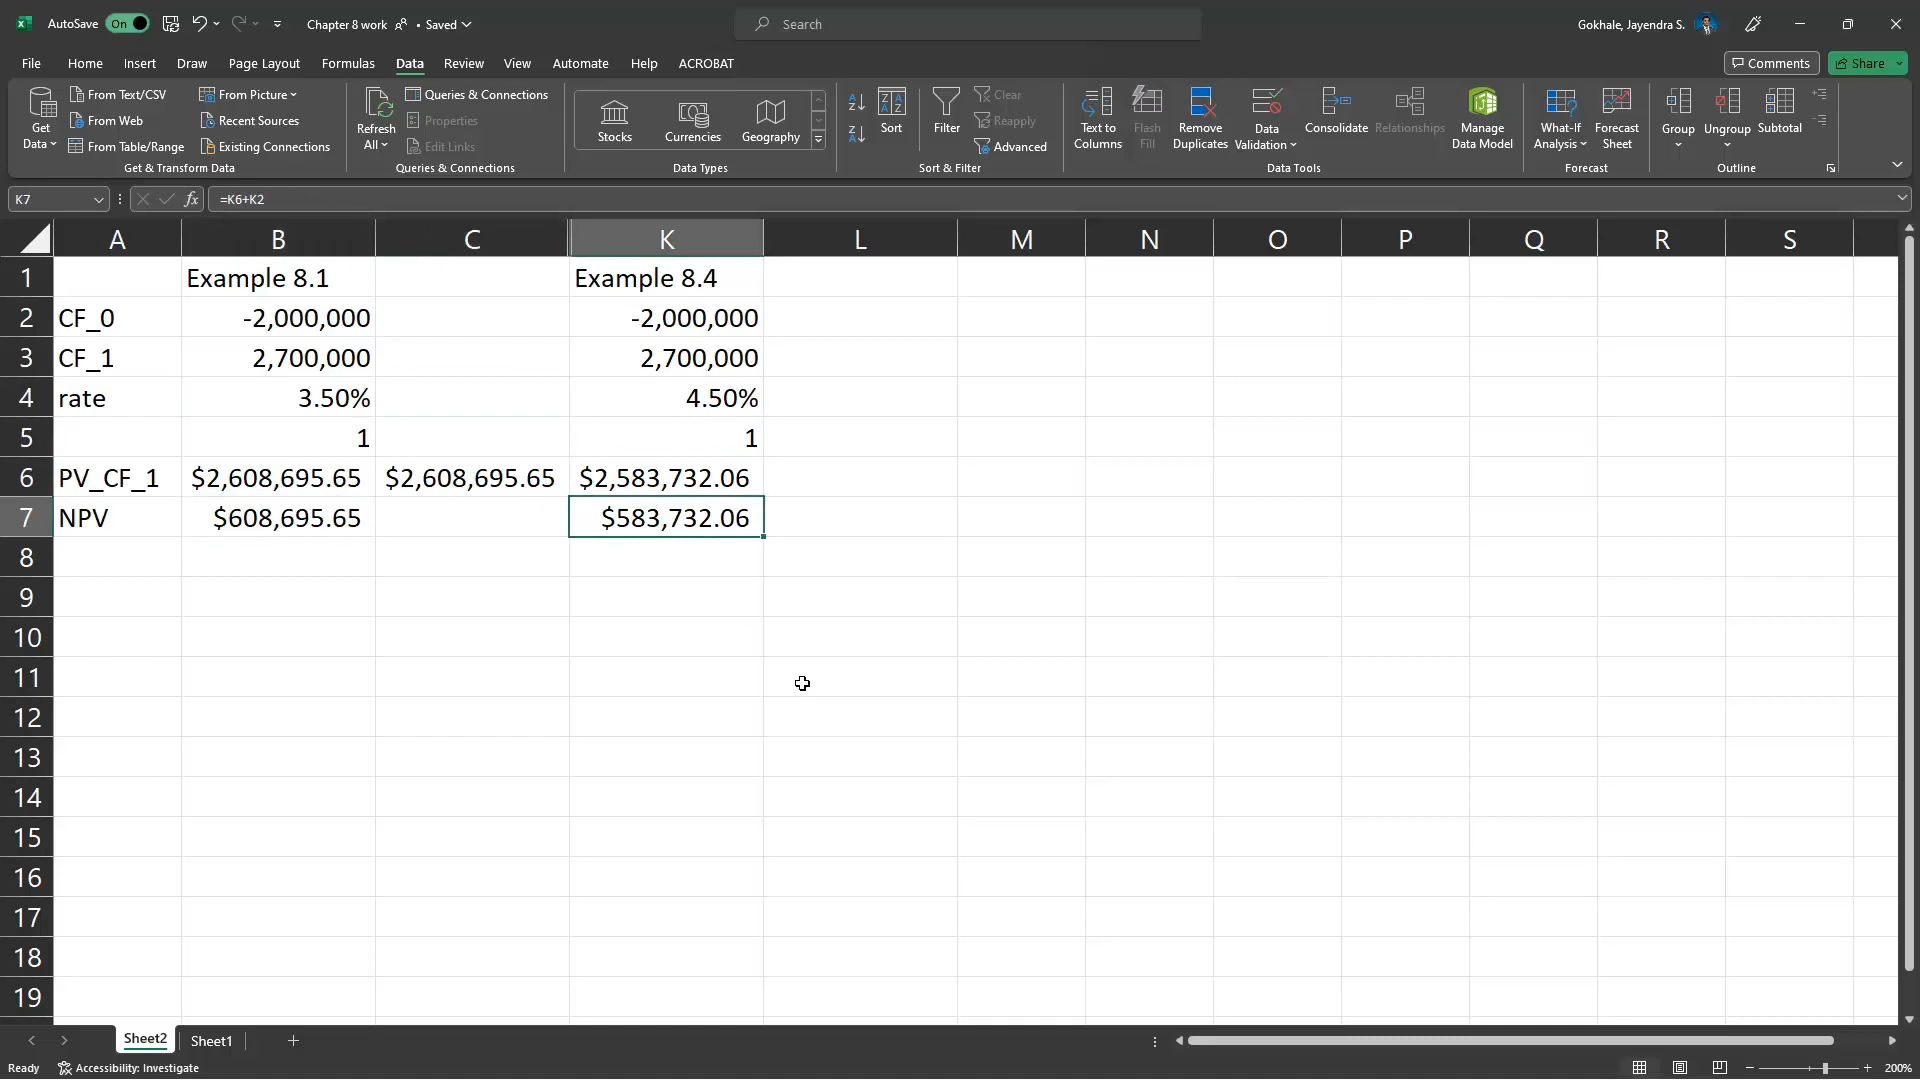 AutoSave On Chapter 8 work • Saved Search Gokhale, Jayendra S.
File Home Insert Draw Page Layout Formulas Data Review View Automate Help ACROBAT Comments Share
Get Data
From Text/CSV
From Web
From Table/Range
From Picture
Recent Sources
Existing Connections
Get & Transform Data
Refresh All
Queries & Connections
Properties
Edit Links
Queries & Connections
Stocks Currencies Geography
Data Types
Sort
Filter
Clear
Reapply
Advanced
Sort & Filter
Text to Columns
Flash Fill
Remove Duplicates
Data Validation
Consolidate
Relationships
Manage Data Model
Data Tools
What-If Analysis
Forecast Sheet
Forecast
Group
Ungroup
Subtotal
Outline
K7 fx =K6+K2
A B C K L M N O P Q R S
1 Example 8.1 Example 8.4
2 CF_0 -2,000,000 -2,000,000
3 CF_1 2,700,000 2,700,000
4 rate 3.50% 4.50%
5 1 1
6 PV_CF_1 $2,608,695.65 $2,608,695.65 $2,583,732.06
7 NPV $608,695.65 $583,732.06
8
9
10
11
12
13
14
15
16
17
18
19
Sheet2 Sheet1
Ready Accessibility: Investigate 200%